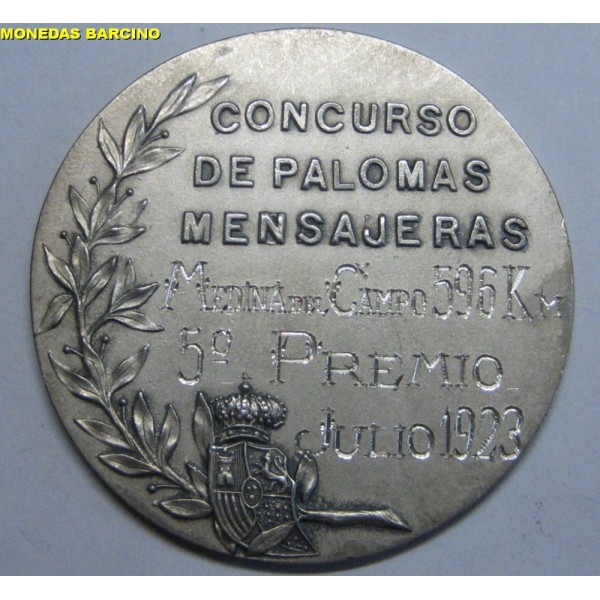 MONEDAS BARCINO
CONCURSO
DE PALOMAS
MENSAJERAS
MEDINA DEL CAMPO 596 KM
5º PREMIO
JULIO 1923